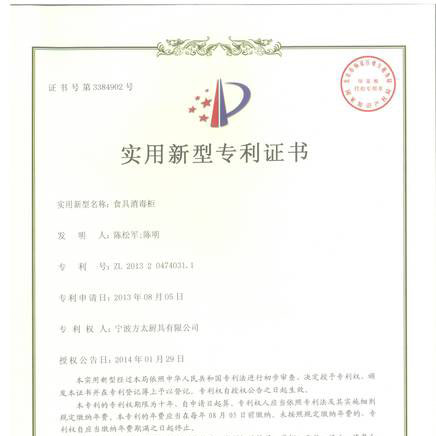 证书号第3384902号
实用新型专利证书
实用新型名称：食具消毒柜
发 明 人：陈松军;陈明
专 利 号：ZL 2013 2 0474031.1
专利申请日：2013年08月05日
专 利 权 人：宁波方太厨具有限公司
授权公告日：2014年01月29日
本实用新型经过本局依照中华人民共和国专利法进行初步审查，决定授予专利权，颁
发本证书并在专利登记簿上予以登记。专利权自授权公告之日起生效。
本专利的专利权期限为十年，自申请日起算。专利权人应当依照专利法及其实施细则
规定缴纳年费。本专利的年费应当在每年08月05日前缴纳。未按照规定缴纳年费的，专
利权自应当缴纳年费期满之日起终止。